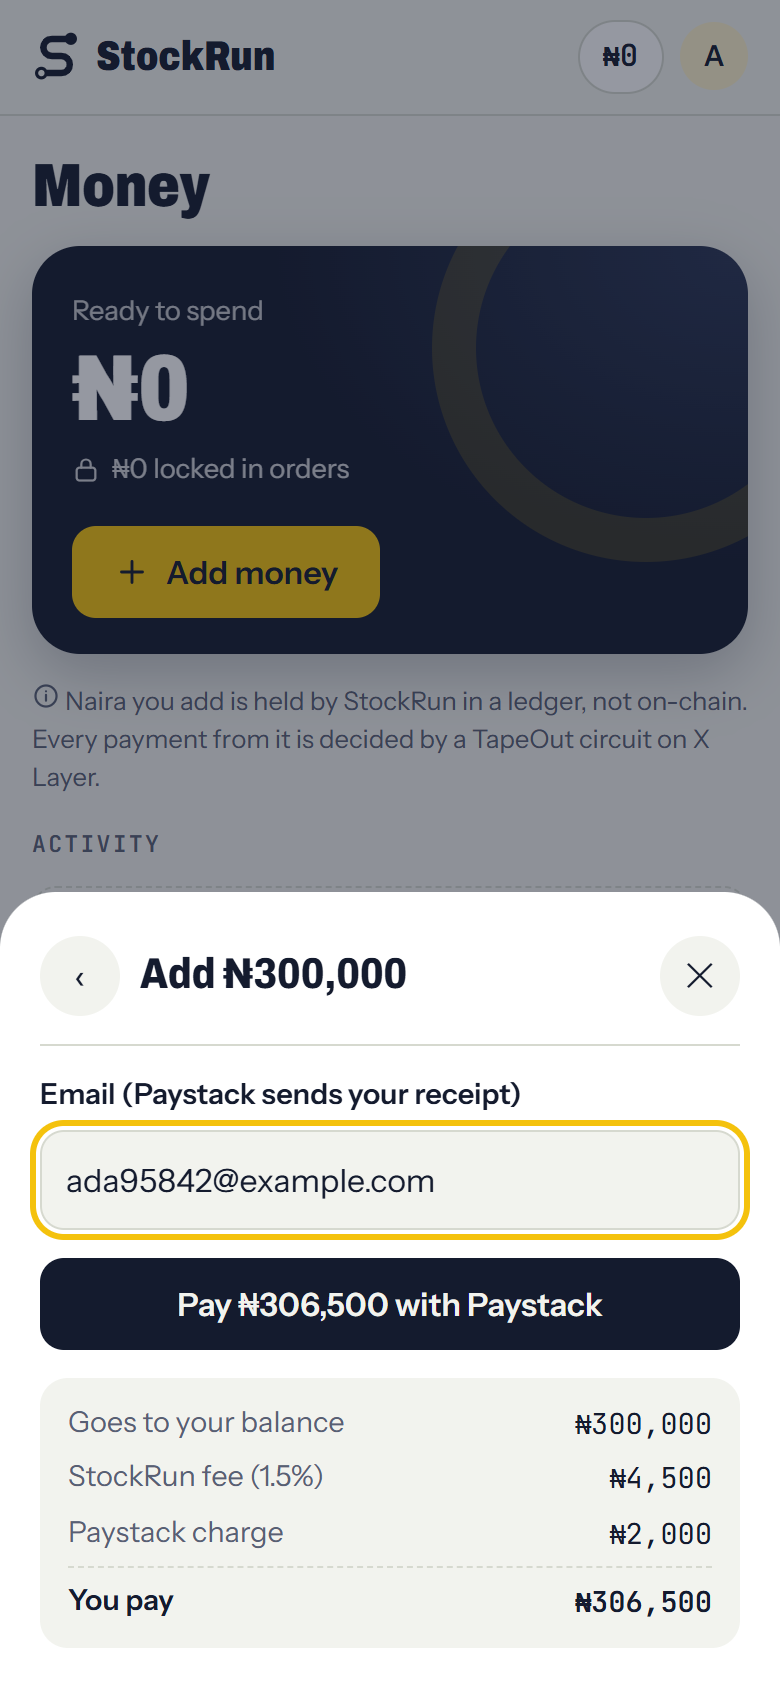 StockRun
₦0
A
Money
Ready to spend
₦0
₦0 locked in orders
+ Add money
Naira you add is held by StockRun in a ledger, not on-chain.
Every payment from it is decided by a TapeOut circuit on X
Layer.
ACTIVITY
‹ Add ₦300,000
Email (Paystack sends your receipt)
ada95842@example.com
Pay ₦306,500 with Paystack
Goes to your balance ₦300,000
StockRun fee (1.5%) ₦4,500
Paystack charge ₦2,000
You pay ₦306,500